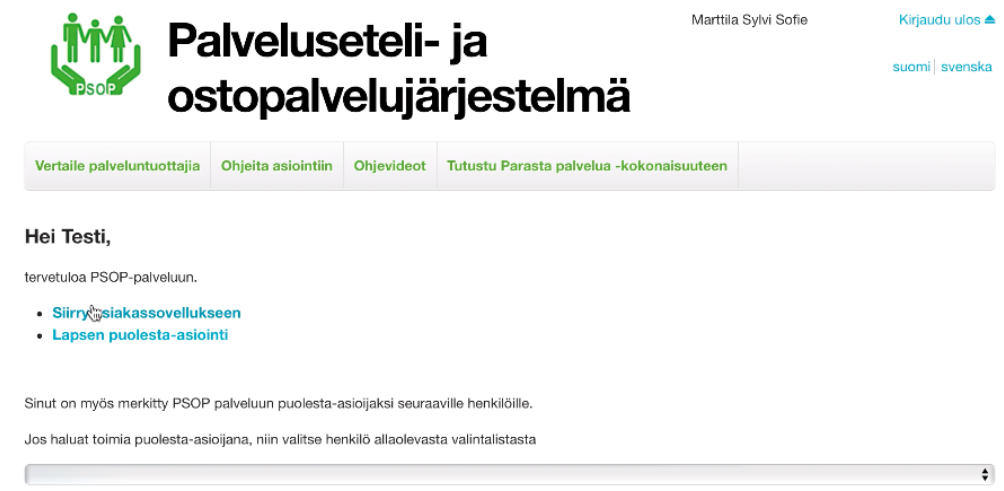 PSOP
Palveluseteli- ja
ostopalvelujärjestelmä
Marttila Sylvi Sofie
Kirjaudu ulos
suomi svenska
Vertaile palveluntuottajia Ohjeita asiointiin Ohjevideot Tutustu Parasta palvelua -kokonaisuuteen
Hei Testi,
tervetuloa PSOP-palveluun.
Siirry asiakassovellukseen
Lapsen puolesta-asiointi
Sinut on myös merkitty PSOP palveluun puolesta-asioijaksi seuraaville henkilöille.
Jos haluat toimia puolesta-asioijana, niin valitse henkilö allaolevasta valintalistasta